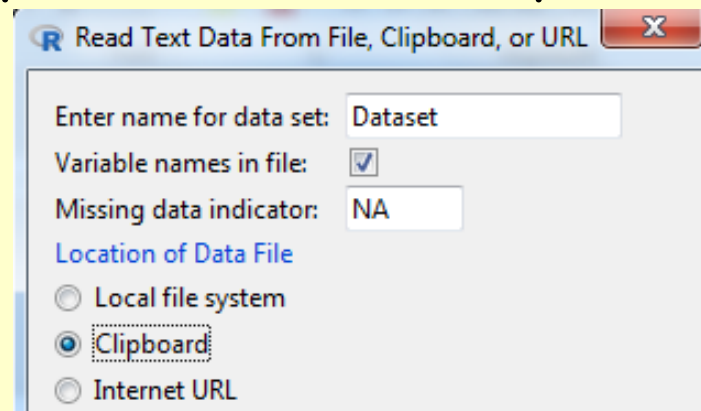 Read Text Data From File, Clipboard, or URL
Enter name for data set: Dataset
Variable names in file:
Missing data indicator: NA
Location of Data File
Local file system
Clipboard
Internet URL